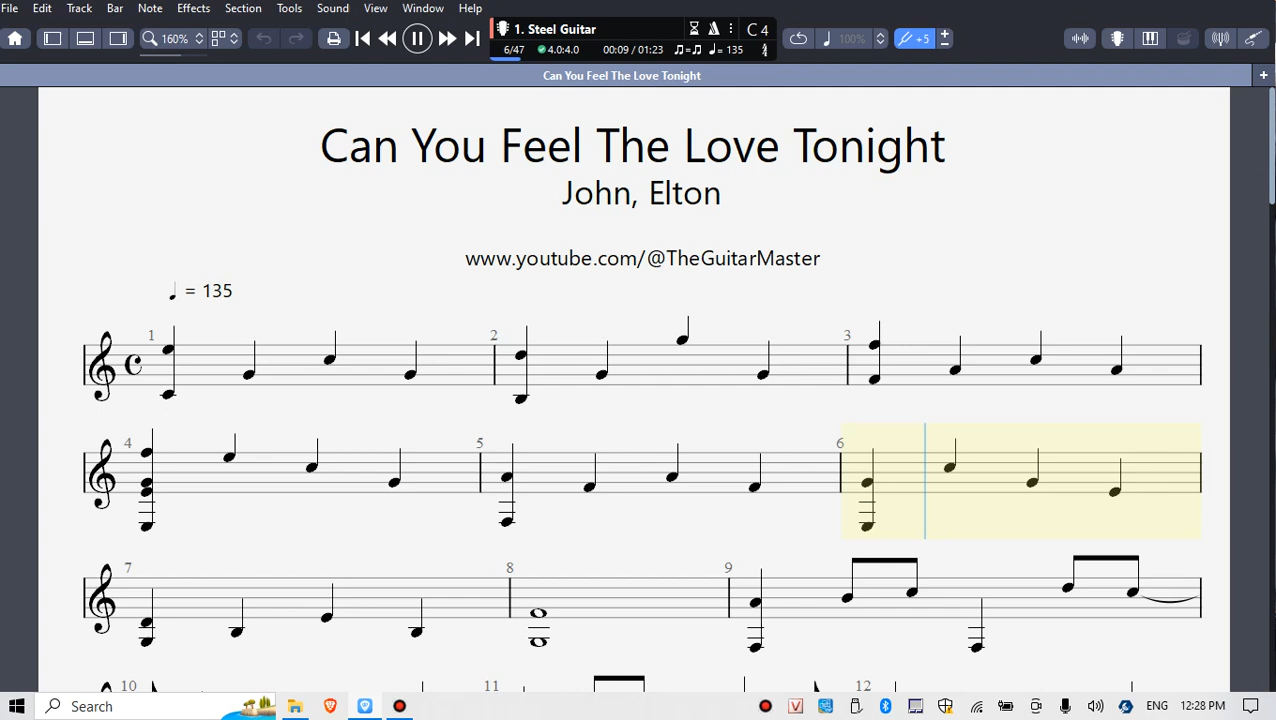 File Edit Track Bar Note Effects Section Tools Sound View Window Help
160% 1. Steel Guitar C 4 100% +5
6/47 4.0:4.0 00:09 / 01:23 ♫=♫ ♩= 135
Can You Feel The Love Tonight
Can You Feel The Love Tonight
John, Elton
www.youtube.com/@TheGuitarMaster
♩ = 135
1 2 3
4 5 6
7 8 9
10 11 12
Search ENG 12:28 PM